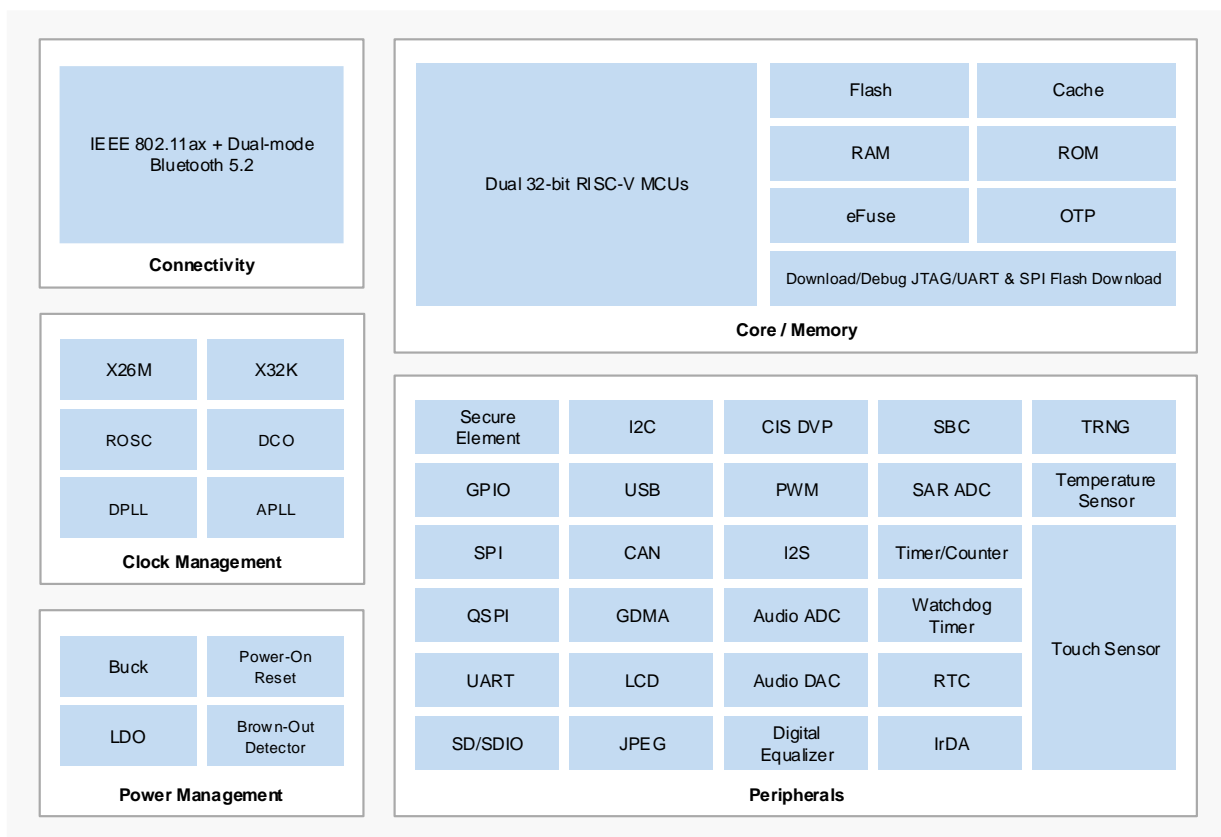 IEEE 802.11ax + Dual-mode
Bluetooth 5.2
Connectivity
Dual 32-bit RISC-V MCUs
Flash
Cache
RAM
ROM
eFuse
OTP
Download/Debug JTAG/UART & SPI Flash Download
Core / Memory
X26M
X32K
ROSC
DCO
DPLL
APLL
Clock Management
Buck
Power-On
Reset
LDO
Brown-Out
Detector
Power Management
Secure
Element
I2C
CIS DVP
SBC
TRNG
GPIO
USB
PWM
SAR ADC
Temperature
Sensor
SPI
CAN
I2S
Timer/Counter
QSPI
GDMA
Audio ADC
Watchdog
Timer
Touch Sensor
UART
LCD
Audio DAC
RTC
SD/SDIO
JPEG
Digital
Equalizer
IrDA
Peripherals